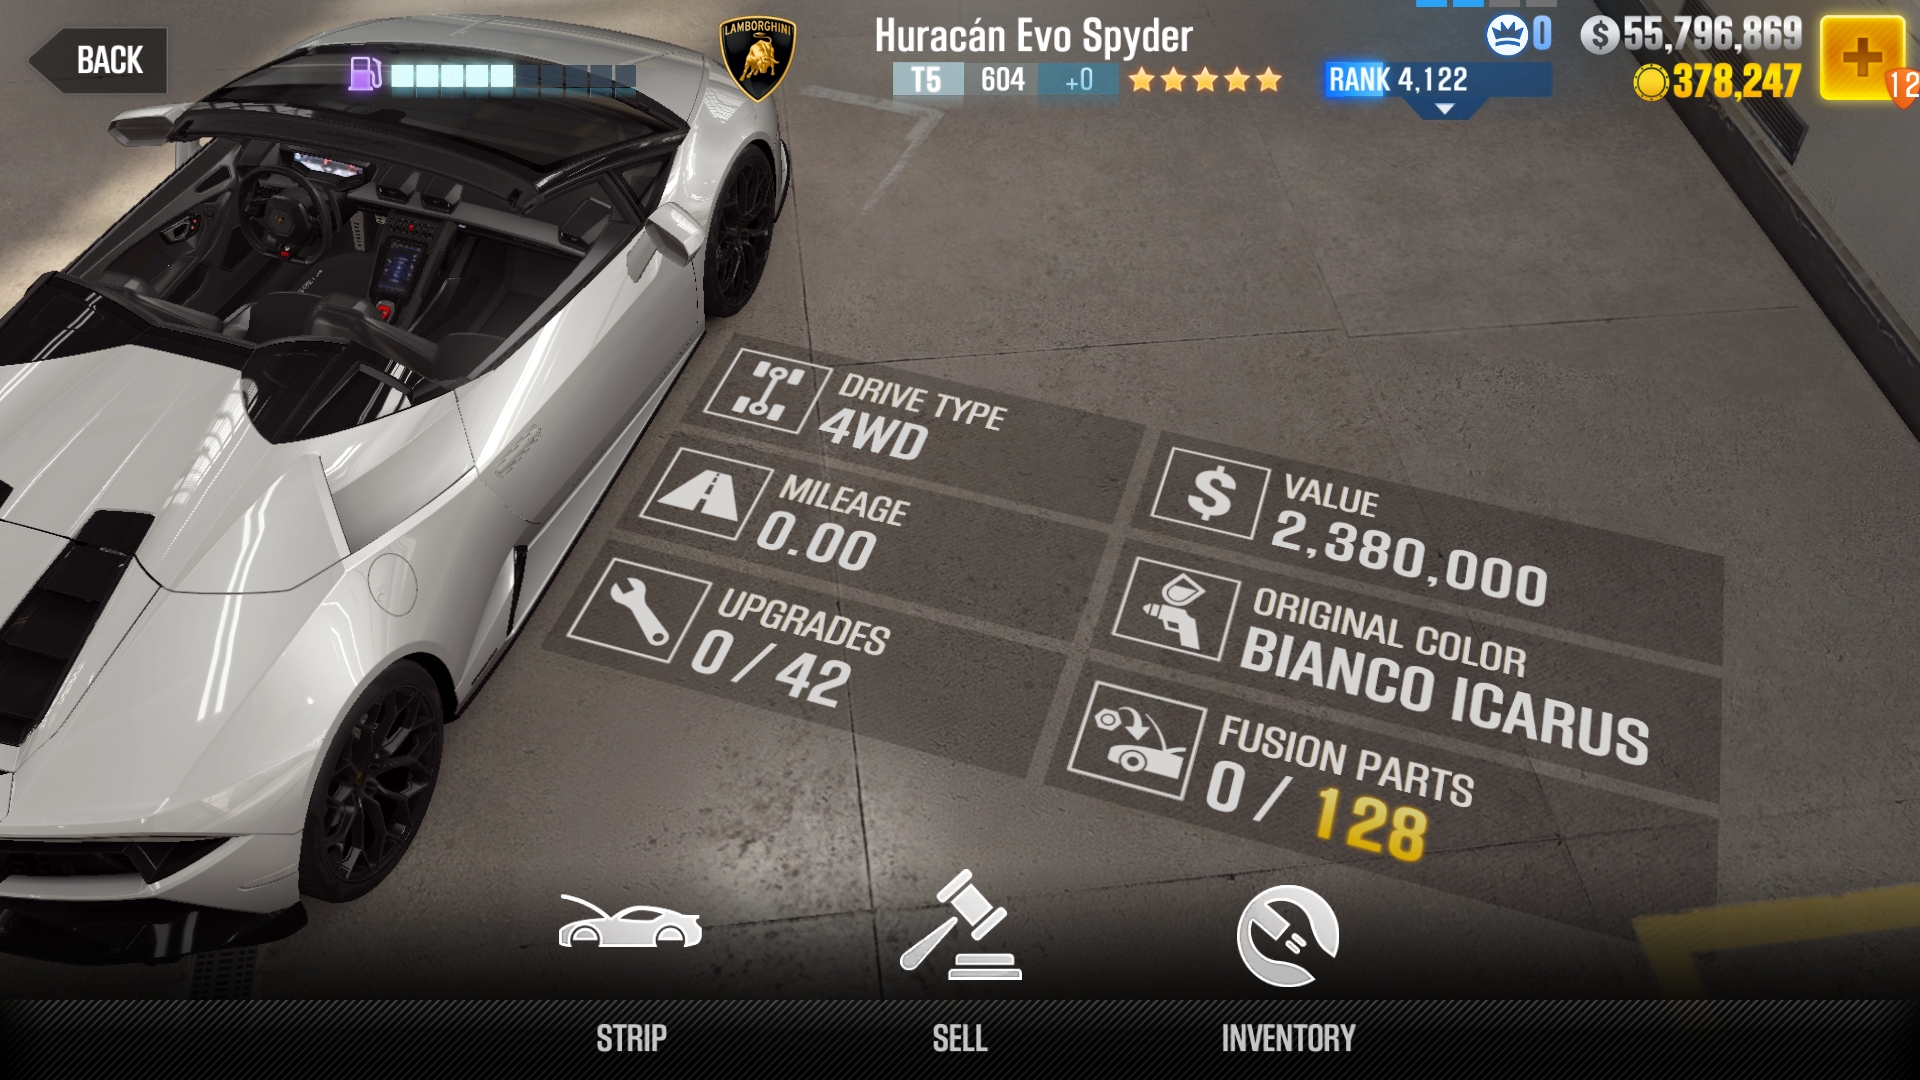 BACK
LAMBORGHINI
Huracán Evo Spyder
T5 604 +0
RANK 4,122
0
55,796,869
378,247
12
DRIVE TYPE
4WD
MILEAGE
0.00
UPGRADES
0 / 42
VALUE
2,380,000
ORIGINAL COLOR
BIANCO ICARUS
FUSION PARTS
0 / 128
STRIP
SELL
INVENTORY